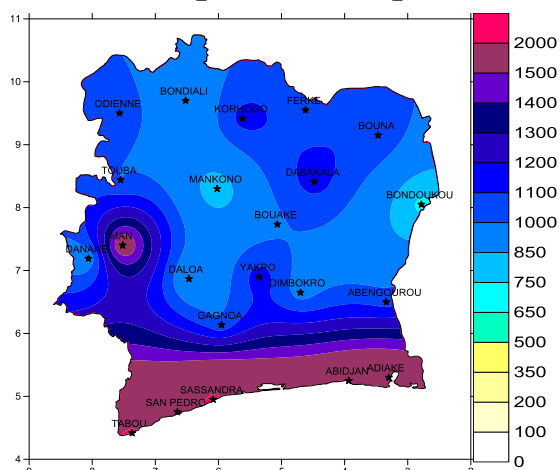 11
10
9
8
7
6
5
4
BONDIALI
ODIENNE
KORHOGO
FERKE
BOUNA
TOUBA
MANKONO
DABAKALA
BONDOUKOU
BOUAKE
MAN
DANANE
DALOA
YAKRO
DIMBOKRO
ABENGOUROU
GAGNOA
ABIDJAN
ADIAKE
SASSANDRA
SAN PEDRO
TABOU
2000
1500
1400
1300
1200
1100
1000
850
750
650
500
350
200
100
0